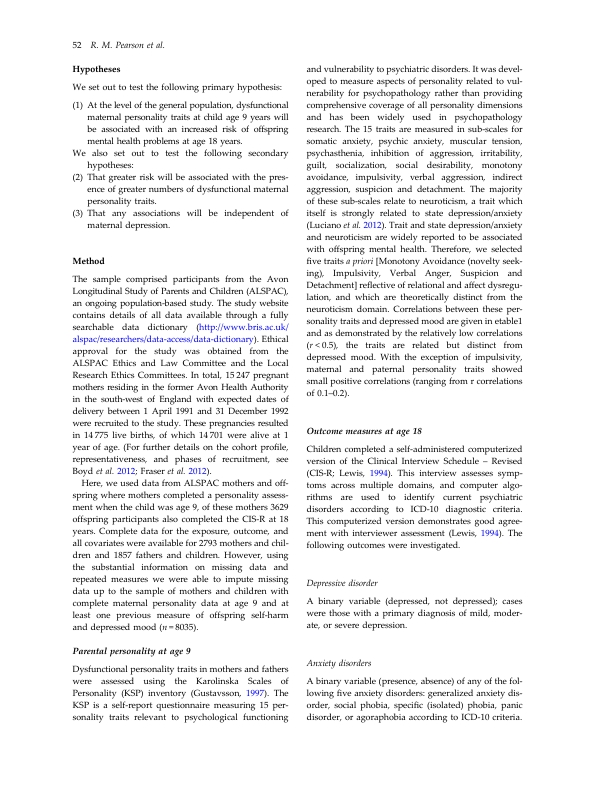 52 R. M. Pearson et al.
Hypotheses
We set out to test the following primary hypothesis:
(1) At the level of the general population, dysfunctional
maternal personality traits at child age 9 years will
be associated with an increased risk of offspring
mental health problems at age 18 years.
We also set out to test the following secondary
hypotheses:
(2) That greater risk will be associated with the pres-
ence of greater numbers of dysfunctional maternal
personality traits.
(3) That any associations will be independent of
maternal depression.
Method
The sample comprised participants from the Avon
Longitudinal Study of Parents and Children (ALSPAC),
an ongoing population-based study. The study website
contains details of all data available through a fully
searchable data dictionary (http://www.bris.ac.uk/
alspac/researchers/data-access/data-dictionary). Ethical
approval for the study was obtained from the
ALSPAC Ethics and Law Committee and the Local
Research Ethics Committees. In total, 15 247 pregnant
mothers residing in the former Avon Health Authority
in the south-west of England with expected dates of
delivery between 1 April 1991 and 31 December 1992
were recruited to the study. These pregnancies resulted
in 14 775 live births, of which 14 701 were alive at 1
year of age. (For further details on the cohort profile,
representativeness, and phases of recruitment, see
Boyd et al. 2012; Fraser et al. 2012).
Here, we used data from ALSPAC mothers and off-
spring where mothers completed a personality assess-
ment when the child was age 9, of these mothers 3629
offspring participants also completed the CIS-R at 18
years. Complete data for the exposure, outcome, and
all covariates were available for 2793 mothers and chil-
dren and 1857 fathers and children. However, using
the substantial information on missing data and
repeated measures we were able to impute missing
data up to the sample of mothers and children with
complete maternal personality data at age 9 and at
least one previous measure of offspring self-harm
and depressed mood (n = 8035).
Parental personality at age 9
Dysfunctional personality traits in mothers and fathers
were assessed using the Karolinska Scales of
Personality (KSP) inventory (Gustavsson, 1997). The
KSP is a self-report questionnaire measuring 15 per-
sonality traits relevant to psychological functioning
and vulnerability to psychiatric disorders. It was devel-
oped to measure aspects of personality related to vul-
nerability for psychopathology rather than providing
comprehensive coverage of all personality dimensions
and has been widely used in psychopathology
research. The 15 traits are measured in sub-scales for
somatic anxiety, psychic anxiety, muscular tension,
psychasthenia, inhibition of aggression, irritability,
guilt, socialization, social desirability, monotony
avoidance, impulsivity, verbal aggression, indirect
aggression, suspicion and detachment. The majority
of these sub-scales relate to neuroticism, a trait which
itself is strongly related to state depression/anxiety
(Luciano et al. 2012). Trait and state depression/anxiety
and neuroticism are widely reported to be associated
with offspring mental health. Therefore, we selected
five traits a priori [Monotony Avoidance (novelty seek-
ing), Impulsivity, Verbal Anger, Suspicion and
Detachment] reflective of relational and affect dysregu-
lation, and which are theoretically distinct from the
neuroticism domain. Correlations between these per-
sonality traits and depressed mood are given in etable1
and as demonstrated by the relatively low correlations
(r < 0.5), the traits are related but distinct from
depressed mood. With the exception of impulsivity,
maternal and paternal personality traits showed
small positive correlations (ranging from r correlations
of 0.1–0.2).
Outcome measures at age 18
Children completed a self-administered computerized
version of the Clinical Interview Schedule – Revised
(CIS-R; Lewis, 1994). This interview assesses symp-
toms across multiple domains, and computer algo-
rithms are used to identify current psychiatric
disorders according to ICD-10 diagnostic criteria.
This computerized version demonstrates good agree-
ment with interviewer assessment (Lewis, 1994). The
following outcomes were investigated.
Depressive disorder
A binary variable (depressed, not depressed); cases
were those with a primary diagnosis of mild, moder-
ate, or severe depression.
Anxiety disorders
A binary variable (presence, absence) of any of the fol-
lowing five anxiety disorders: generalized anxiety dis-
order, social phobia, specific (isolated) phobia, panic
disorder, or agoraphobia according to ICD-10 criteria.